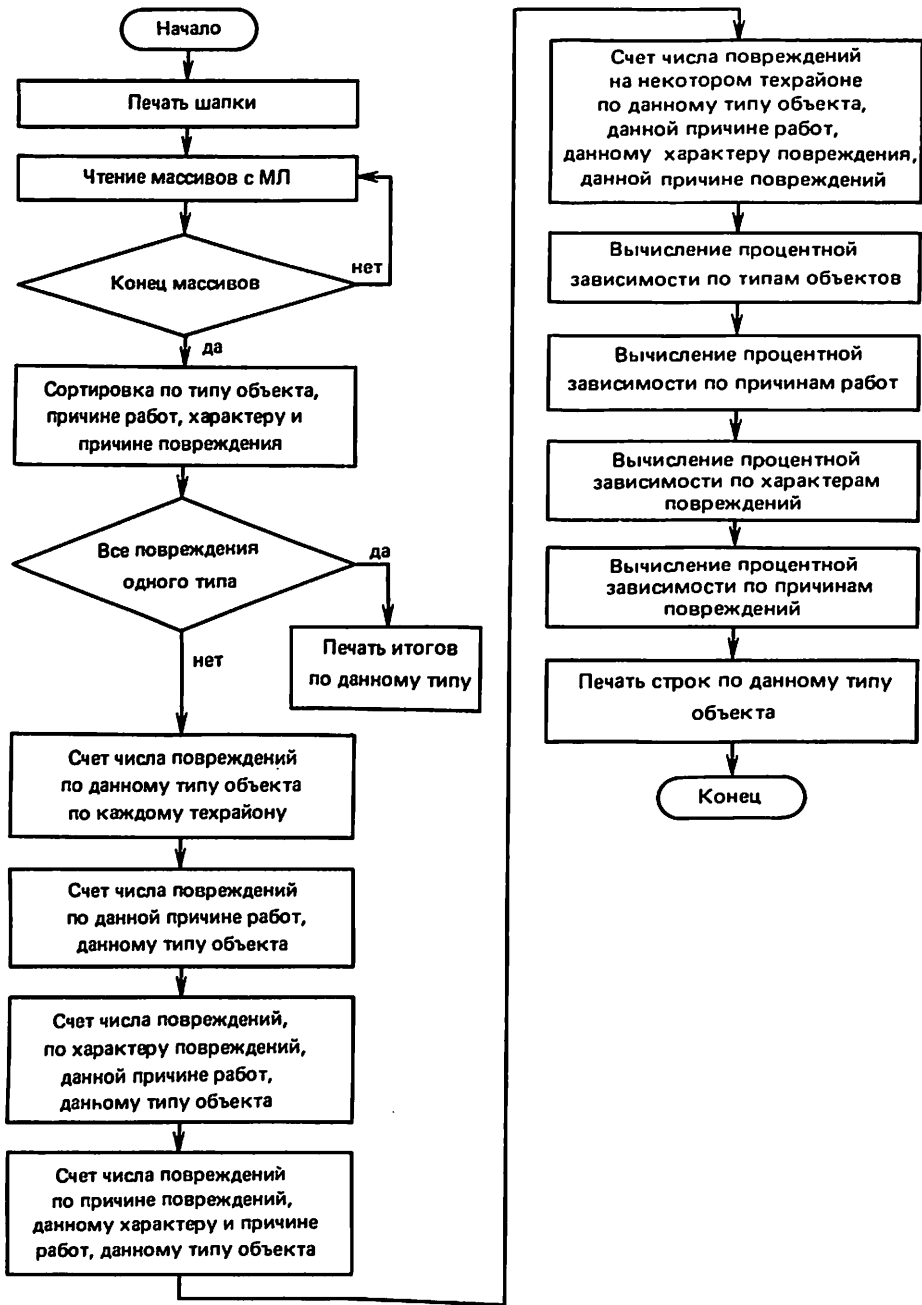 Начало
Печать шапки
Чтение массивов с МЛ
Конец массивов
нет
да
Сортировка по типу объекта,
причине работ, характеру и
причине повреждения
Все повреждения
одного типа
да
Печать итогов
по данному типу
нет
Счет числа повреждений
по данному типу объекта
по каждому техрайону
Счет числа повреждений
по данной причине работ,
данному типу объекта
Счет числа повреждений,
по характеру повреждений,
данной причине работ,
данному типу объекта
Счет числа повреждений
по причине повреждений,
данному характеру и причине
работ, данному типу объекта
Счет числа повреждений
на некотором техрайоне
по данному типу объекта,
данной причине работ,
данному характеру повреждения,
данной причине повреждений
Вычисление процентной
зависимости по типам объектов
Вычисление процентной
зависимости по причинам работ
Вычисление процентной
зависимости по характерам
повреждений
Вычисление процентной
зависимости по причинам
повреждений
Печать строк по данному типу
объекта
Конец